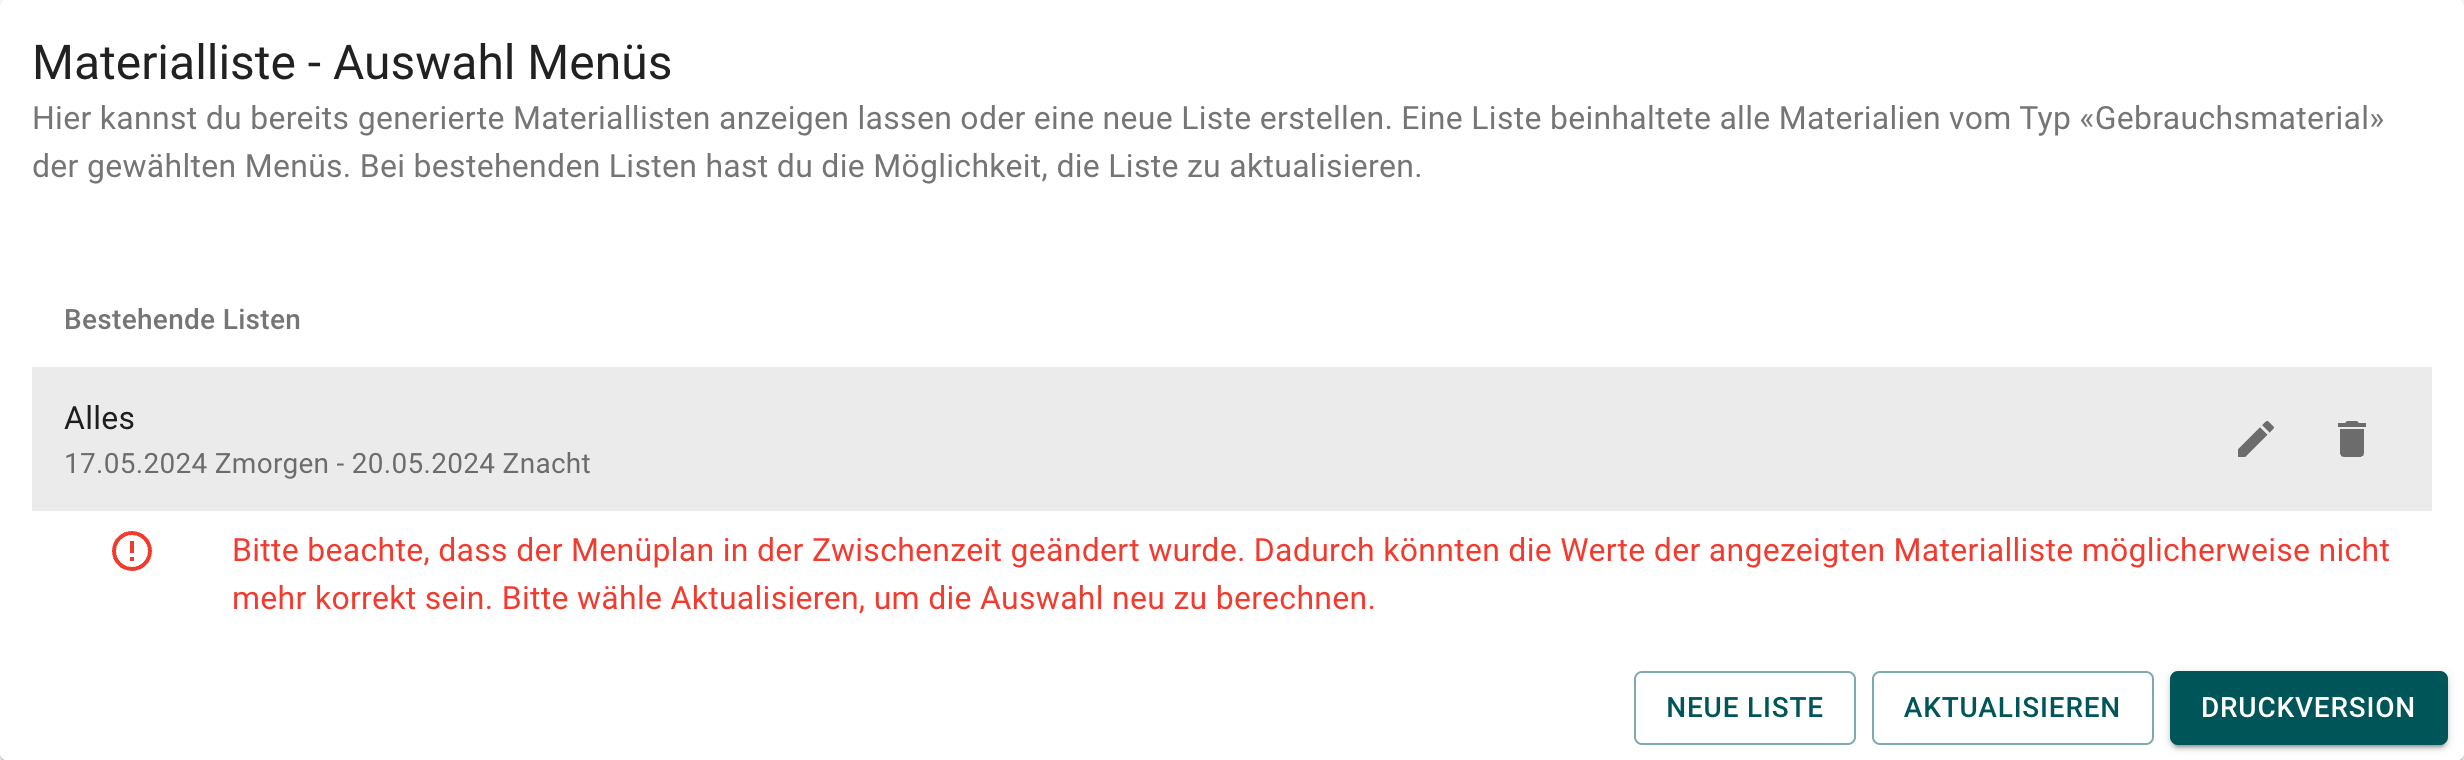 Materialliste - Auswahl Menüs
Hier kannst du bereits generierte Materiallisten anzeigen lassen oder eine neue Liste erstellen. Eine Liste beinhaltete alle Materialien vom Typ «Gebrauchsmaterial»
der gewählten Menüs. Bei bestehenden Listen hast du die Möglichkeit, die Liste zu aktualisieren.
Bestehende Listen
Alles
17.05.2024 Zmorgen - 20.05.2024 Znacht
Bitte beachte, dass der Menüplan in der Zwischenzeit geändert wurde. Dadurch könnten die Werte der angezeigten Materialliste möglicherweise nicht
mehr korrekt sein. Bitte wähle Aktualisieren, um die Auswahl neu zu berechnen.
NEUE LISTE AKTUALISIEREN DRUCKVERSION